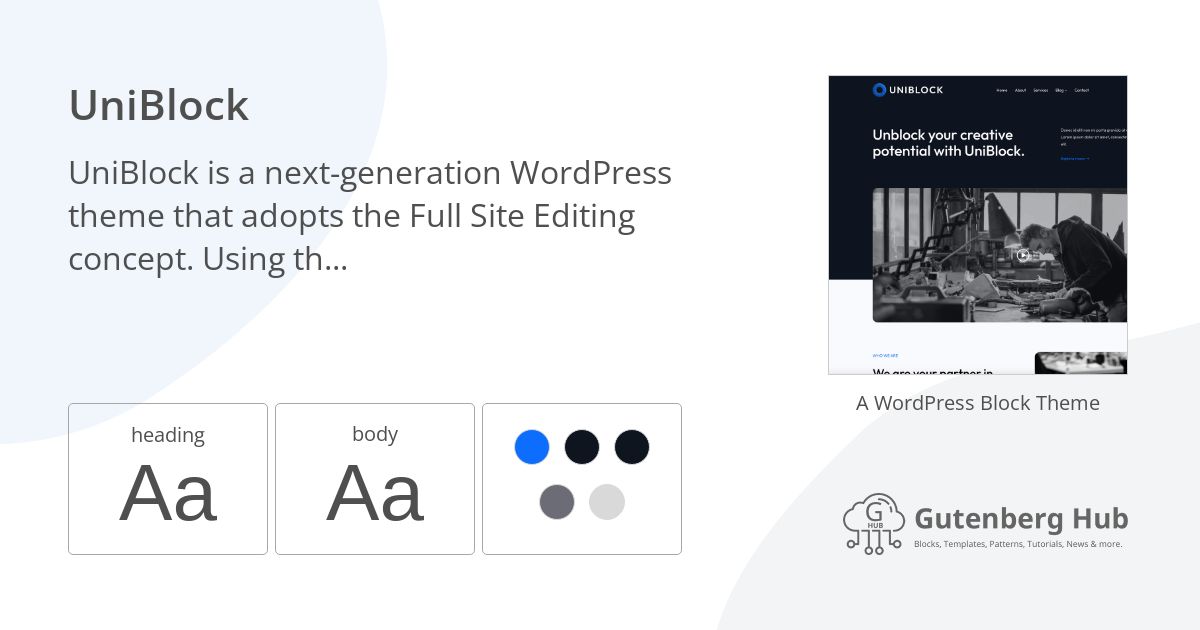 UniBlock
UniBlock is a next-generation WordPress
theme that adopts the Full Site Editing
concept. Using th...
heading
Aa
body
Aa
UNIBLOCK
Home About Services Blog Contact
Unblock your creative
potential with UniBlock.
WHO WE ARE
We are your partner in
A WordPress Block Theme
G
HUB
Gutenberg Hub
Blocks, Templates, Patterns, Tutorials, News & more.